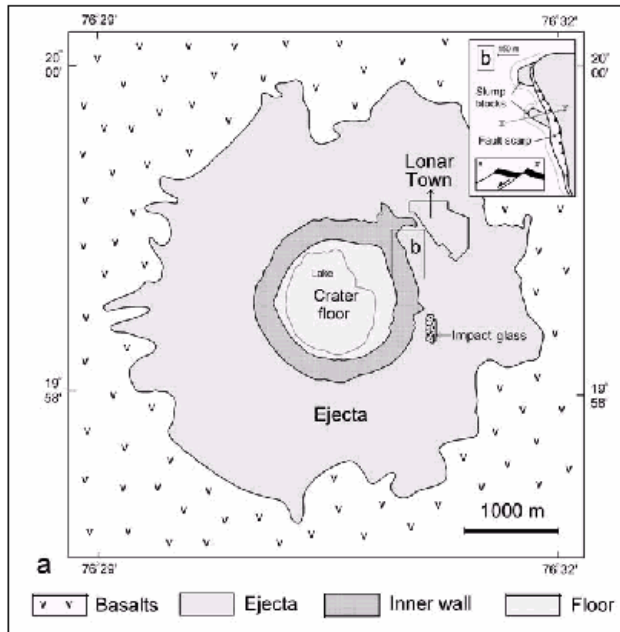 76°29' 76°32'
20°
00'
20°
00'
b
150 m
Slump
blocks
Fault scarp
Lonar
Town
b
Lake
Crater
floor
Impact glass
19°
58'
19°
58'
Ejecta
1000 m
a
76°29' 76°32'
Basalts Ejecta Inner wall Floor